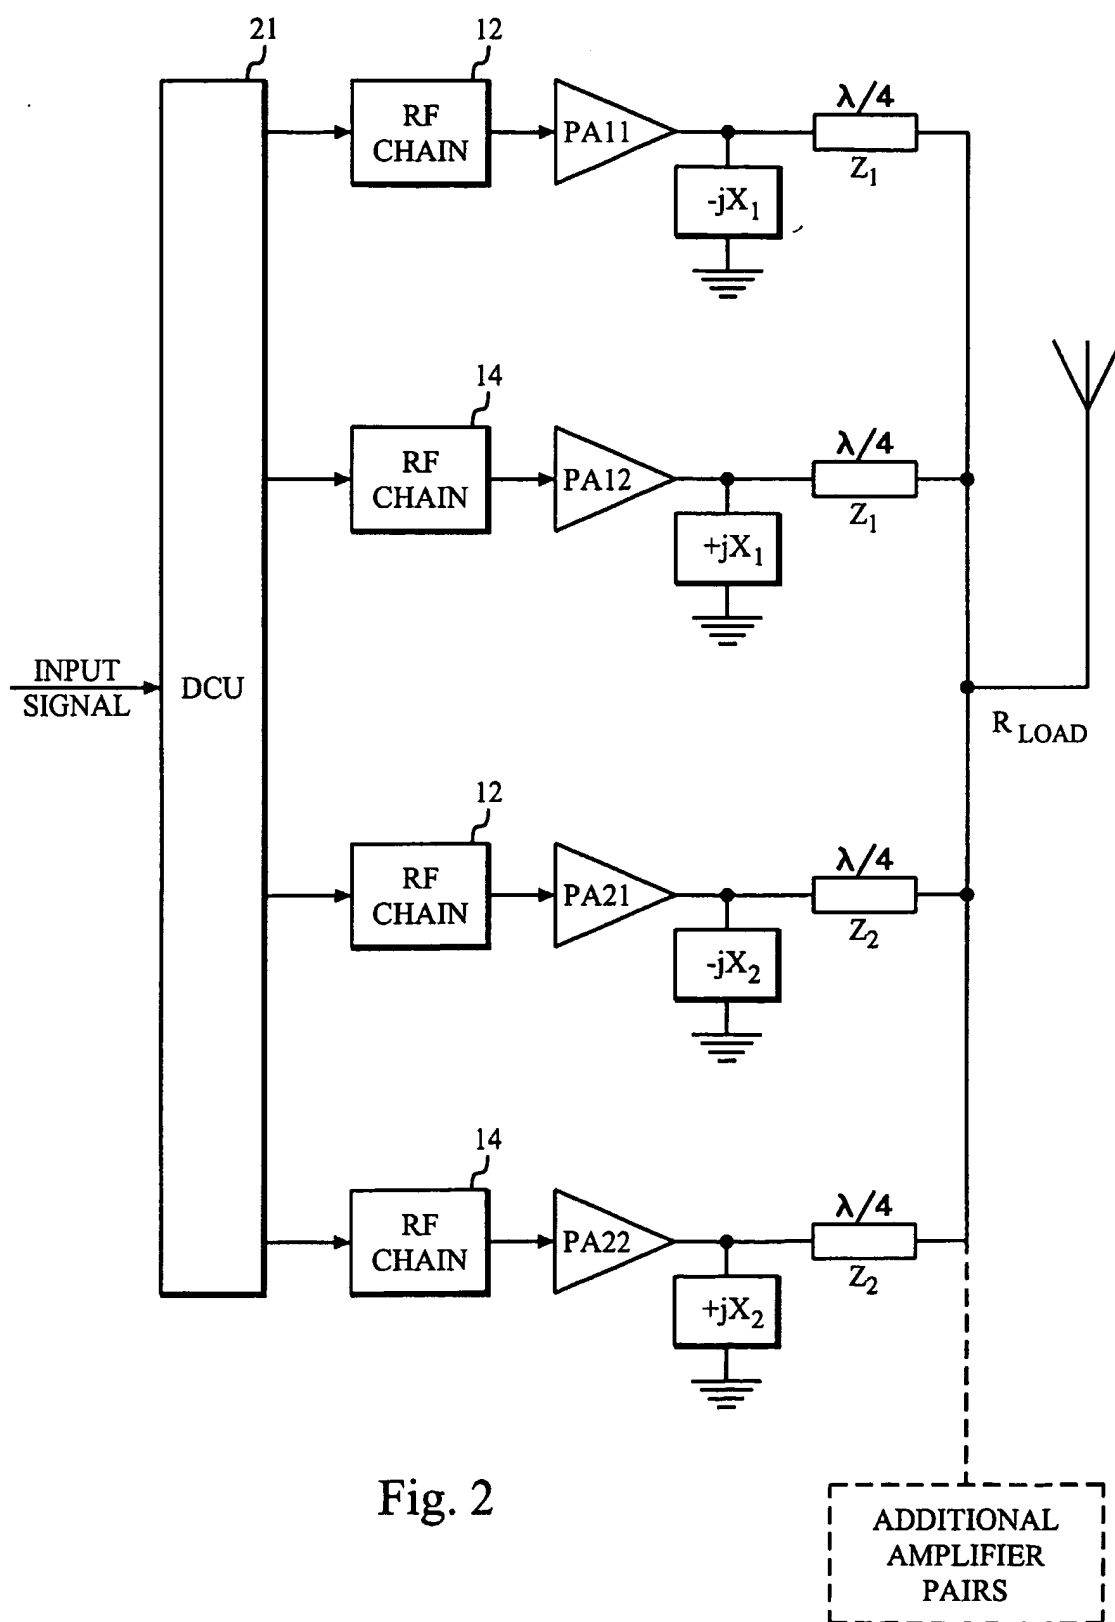 21
12
RF
CHAIN
PA11
λ/4
Z1
-jX1
14
RF
CHAIN
PA12
λ/4
Z1
+jX1
INPUT
SIGNAL
DCU
R LOAD
12
RF
CHAIN
PA21
λ/4
Z2
-jX2
14
RF
CHAIN
PA22
λ/4
Z2
+jX2
Fig. 2
ADDITIONAL
AMPLIFIER
PAIRS